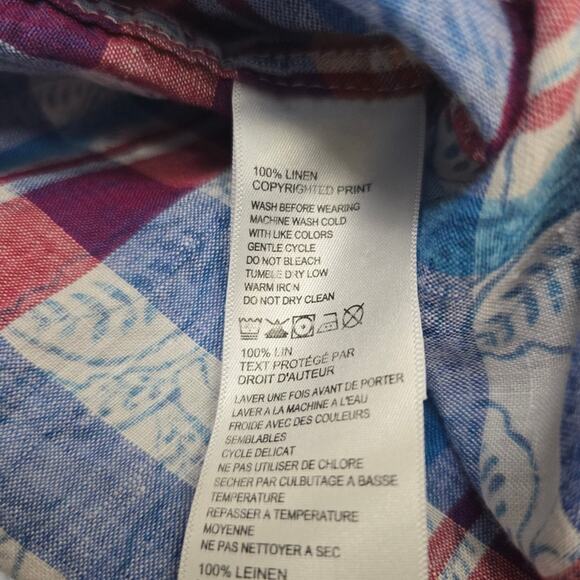 100% LINEN
COPYRIGHTED PRINT
WASH BEFORE WEARING
MACHINE WASH COLD
WITH LIKE COLORS
GENTLE CYCLE
DO NOT BLEACH
TUMBLE DRY LOW
WARM IRON
DO NOT DRY CLEAN
100% LIN
TEXT PROTÉGÉ PAR
DROIT D'AUTEUR
LAVER UNE FOIS AVANT DE PORTER
LAVER A LA MACHINE A L'EAU
FROIDE AVEC DES COULEURS
SEMBLABLES
CYCLE DELICAT
NE PAS UTILISER DE CHLORE
SECHER PAR CULBUTAGE A BASSE
TEMPERATURE
REPASSER A TEMPERATURE
MOYENNE
NE PAS NETTOYER A SEC
100% LEINEN